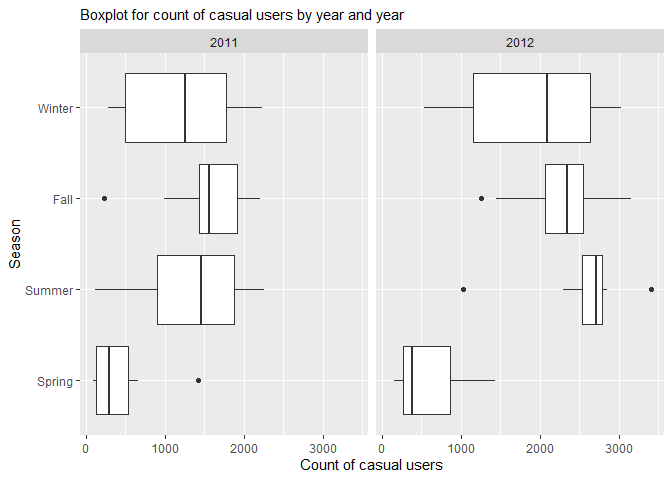 Boxplot for count of casual users by year and year
2011
2012
Winter
Fall
Summer
Spring
Season
0
1000
2000
3000
0
1000
2000
3000
Count of casual users